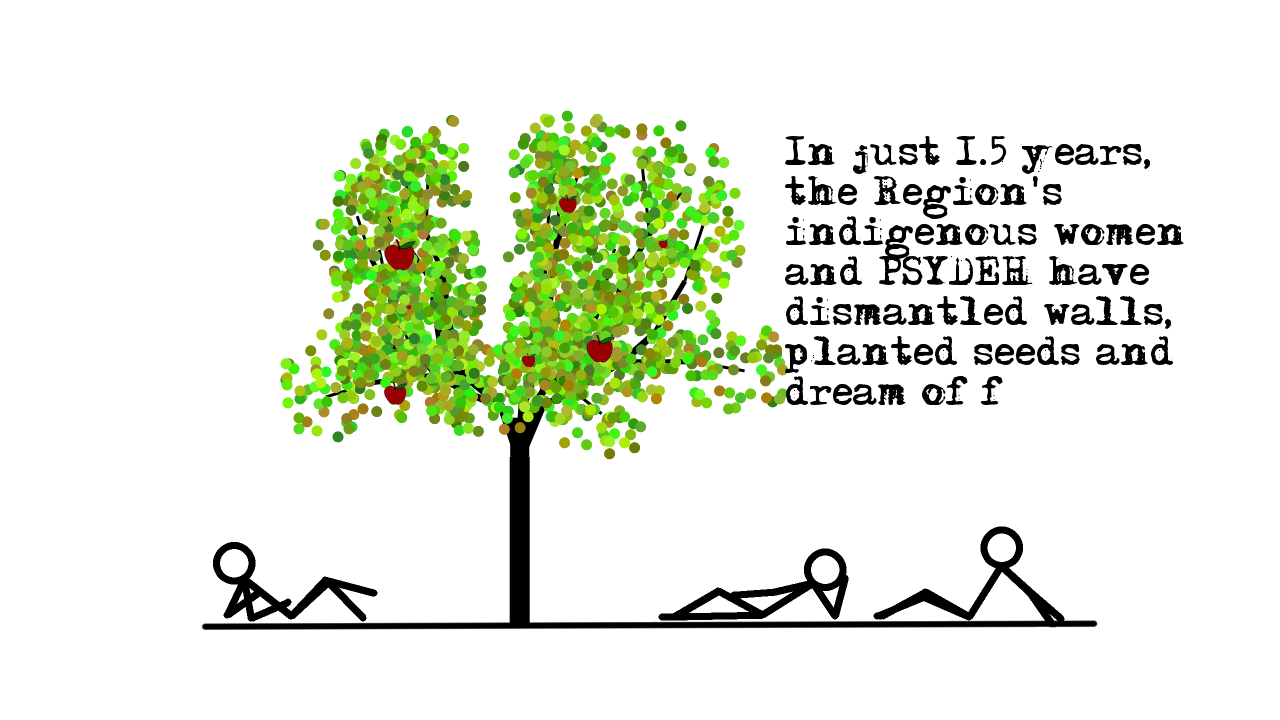 In just 1.5 years,
the Region's
indigenous women
and PSYDEH have
dismantled walls,
planted seeds and
dream of f